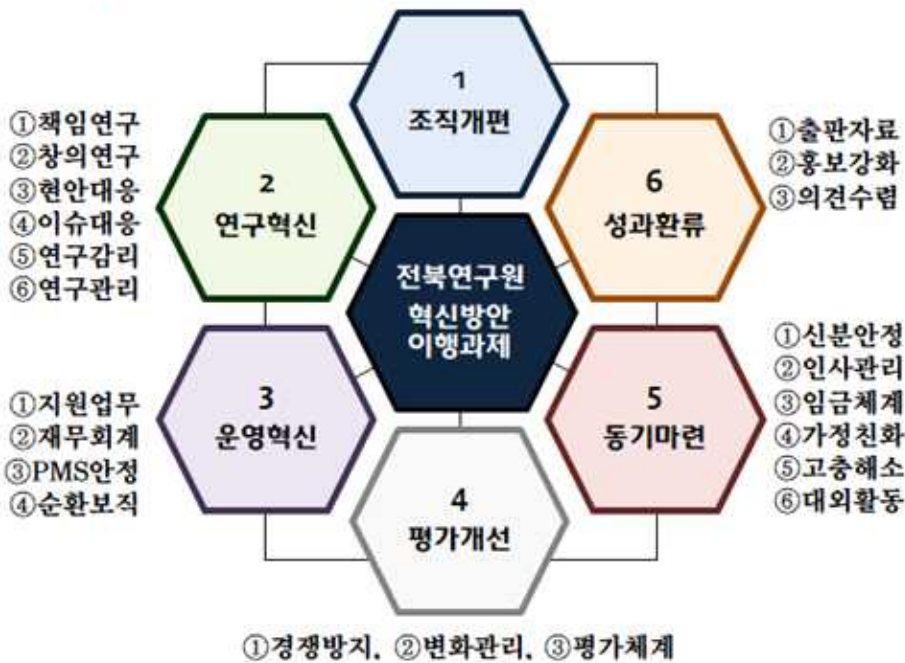 1
조직개편
①책임연구
②창의연구
③현안대응
④이슈대응
⑤연구감리
⑥연구관리
2
연구혁신
6
성과환류
①출판자료
②홍보강화
③의견수렴
전북연구원
혁신방안
이행과제
①지원업무
②재무회계
③PMS안정
④순환보직
3
운영혁신
5
동기마련
①신분안정
②인사관리
③임금체계
④가정친화
⑤고충해소
⑥대외활동
4
평가개선
①경쟁방지, ②변화관리, ③평가체계